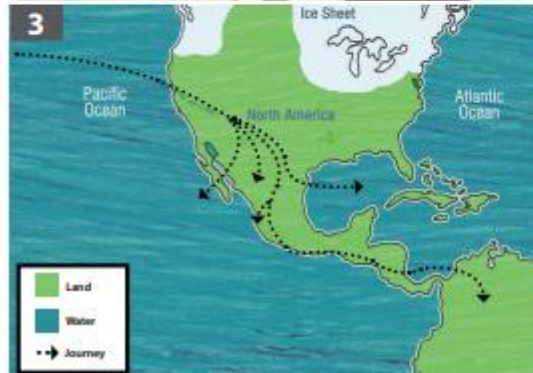 3
Ice Sheet
Pacific
Ocean
North America
Atlantic
Ocean
Land
Water
Journey